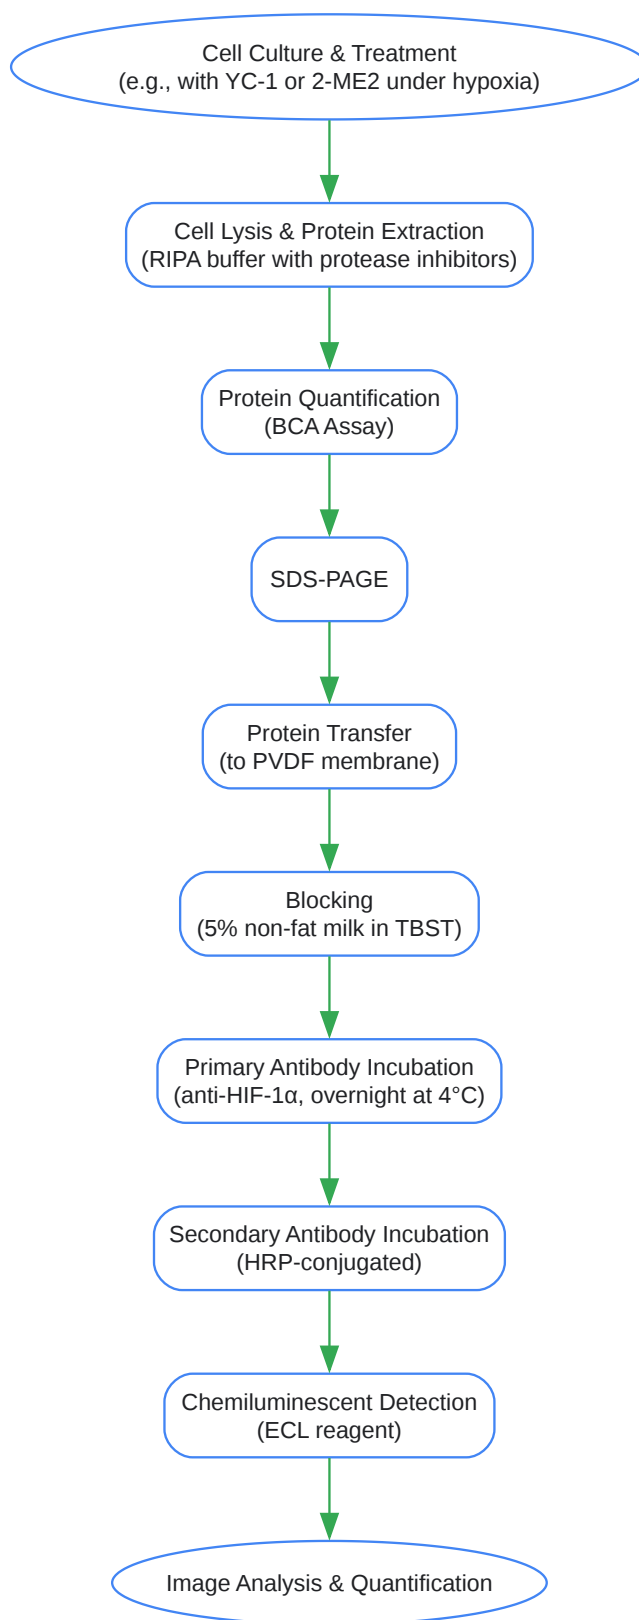 Cell Culture & Treatment
(e.g., with YC-1 or 2-ME2 under hypoxia)
Cell Lysis & Protein Extraction
(RIPA buffer with protease inhibitors)
Protein Quantification
(BCA Assay)
SDS-PAGE
Protein Transfer
(to PVDF membrane)
Blocking
(5% non-fat milk in TBST)
Primary Antibody Incubation
(anti-HIF-1α, overnight at 4°C)
Secondary Antibody Incubation
(HRP-conjugated)
Chemiluminescent Detection
(ECL reagent)
Image Analysis & Quantification